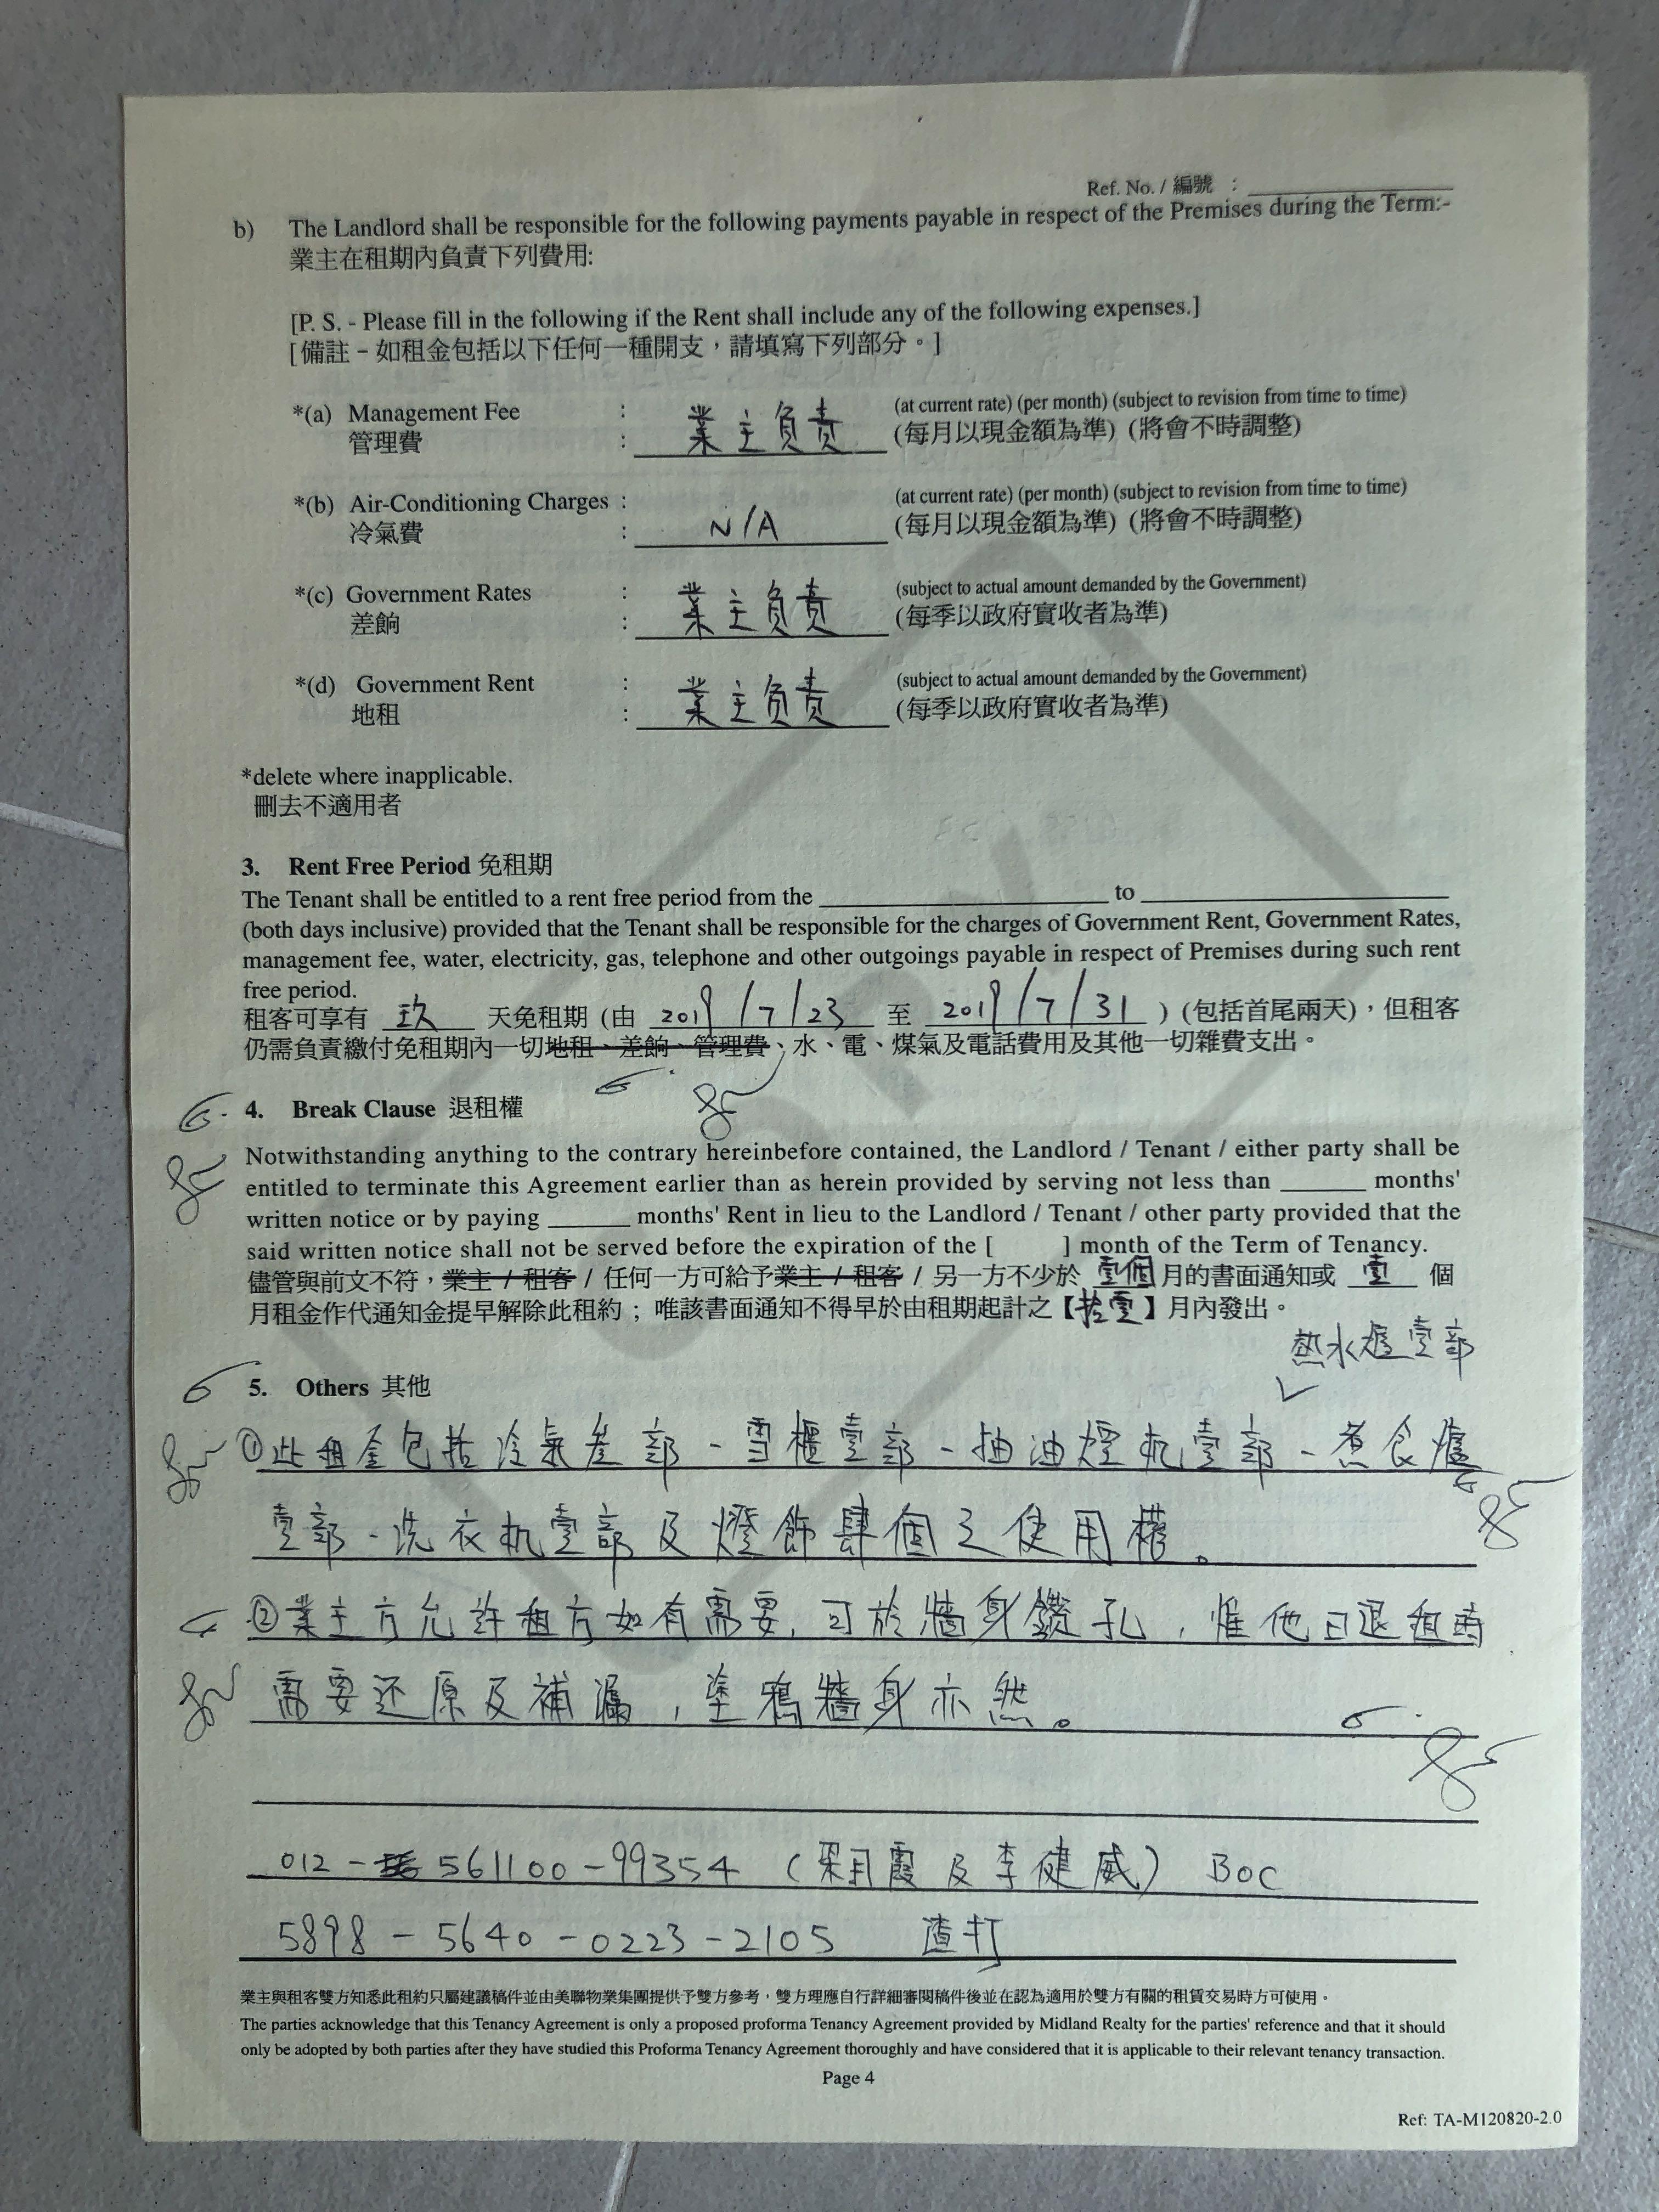 Ref. No. / 編號 :
b) The Landlord shall be responsible for the following payments payable in respect of the Premises during the Term:-
業主在租期內負責下列費用:
[P. S. - Please fill in the following if the Rent shall include any of the following expenses.]
[備註 – 如租金包括以下任何一種開支，請填寫下列部分。]
*(a) Management Fee : (at current rate) (per month) (subject to revision from time to time)
管理費 : 業主負責 (每月以現金額為準) (將會不時調整)
*(b) Air-Conditioning Charges : (at current rate) (per month) (subject to revision from time to time)
冷氣費 : N/A (每月以現金額為準) (將會不時調整)
*(c) Government Rates : (subject to actual amount demanded by the Government)
差餉 : 業主負責 (每季以政府實收者為準)
*(d) Government Rent : (subject to actual amount demanded by the Government)
地租 : 業主負責 (每季以政府實收者為準)
*delete where inapplicable.
刪去不適用者
3. Rent Free Period 免租期
The Tenant shall be entitled to a rent free period from the to
(both days inclusive) provided that the Tenant shall be responsible for the charges of Government Rent, Government Rates,
management fee, water, electricity, gas, telephone and other outgoings payable in respect of Premises during such rent
free period.
租客可享有 玖 天免租期 (由 2019/7/23 至 2019/7/31 ) (包括首尾兩天)，但租客
仍需負責繳付免租期內一切地租、差餉、管理費、水、電、煤氣及電話費用及其他一切雜費支出。
4. Break Clause 退租權
Notwithstanding anything to the contrary hereinbefore contained, the Landlord / Tenant / either party shall be
entitled to terminate this Agreement earlier than as herein provided by serving not less than months'
written notice or by paying months' Rent in lieu to the Landlord / Tenant / other party provided that the
said written notice shall not be served before the expiration of the [ ] month of the Term of Tenancy.
儘管與前文不符，業主 / 租客 / 任何一方可給予業主 / 租客 / 另一方不少於 壹個 月的書面通知或 壹 個
月租金作代通知金提早解除此租約；唯該書面通知不得早於由租期起計之【拾壹】月內發出。
熱水爐壹部
5. Others 其他
①此租金包括冷氣叁部-雪櫃壹部-抽油煙机壹部-煮食爐
壹部-洗衣机壹部及燈飾肆個之使用權。
②業主方允許租方如有需要，可於牆身鑽孔，惟他日退租時
需要还原及補漏，塗鴉牆身亦然。
012 - 561100-99354 (霞及李健威) BOC
5898 - 5640 - 0223 - 2105 渣打
業主與租客雙方知悉此租約只屬建議稿件並由美聯物業集團提供予雙方參考，雙方理應自行詳細審閱稿件後並在認為適用於雙方有關的租賃交易時方可使用。
The parties acknowledge that this Tenancy Agreement is only a proposed proforma Tenancy Agreement provided by Midland Realty for the parties' reference and that it should
only be adopted by both parties after they have studied this Proforma Tenancy Agreement thoroughly and have considered that it is applicable to their relevant tenancy transaction.
Page 4
Ref: TA-M120820-2.0